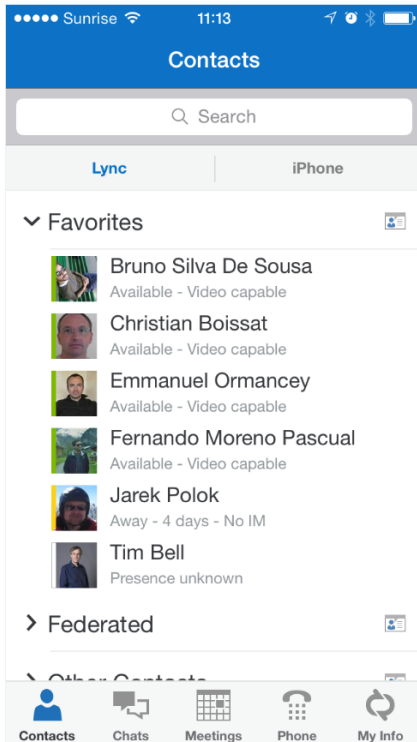 Sunrise 11:13
Contacts
Search
Lync iPhone
Favorites
Bruno Silva De Sousa
Available - Video capable
Christian Boissat
Available - Video capable
Emmanuel Ormancey
Available - Video capable
Fernando Moreno Pascual
Available - Video capable
Jarek Polok
Away - 4 days - No IM
Tim Bell
Presence unknown
Federated
Other Contacts
Contacts Chats Meetings Phone My Info